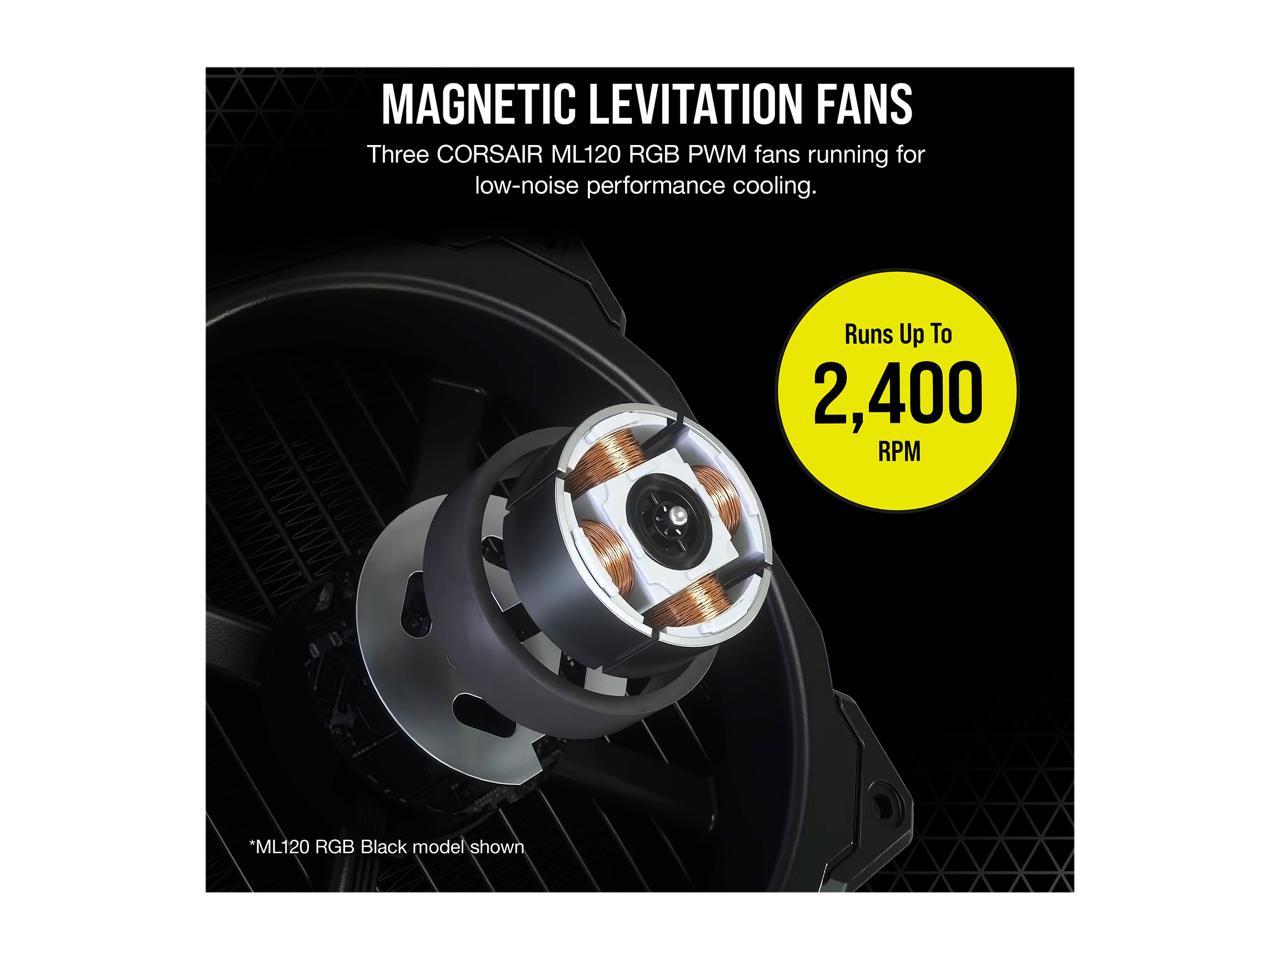 MAGNETIC LEVITATION FANS
Three CORSAIR ML120 RGB PWM fans running for
low-noise performance cooling.
Runs Up To
2,400
RPM
*ML120 RGB Black model shown